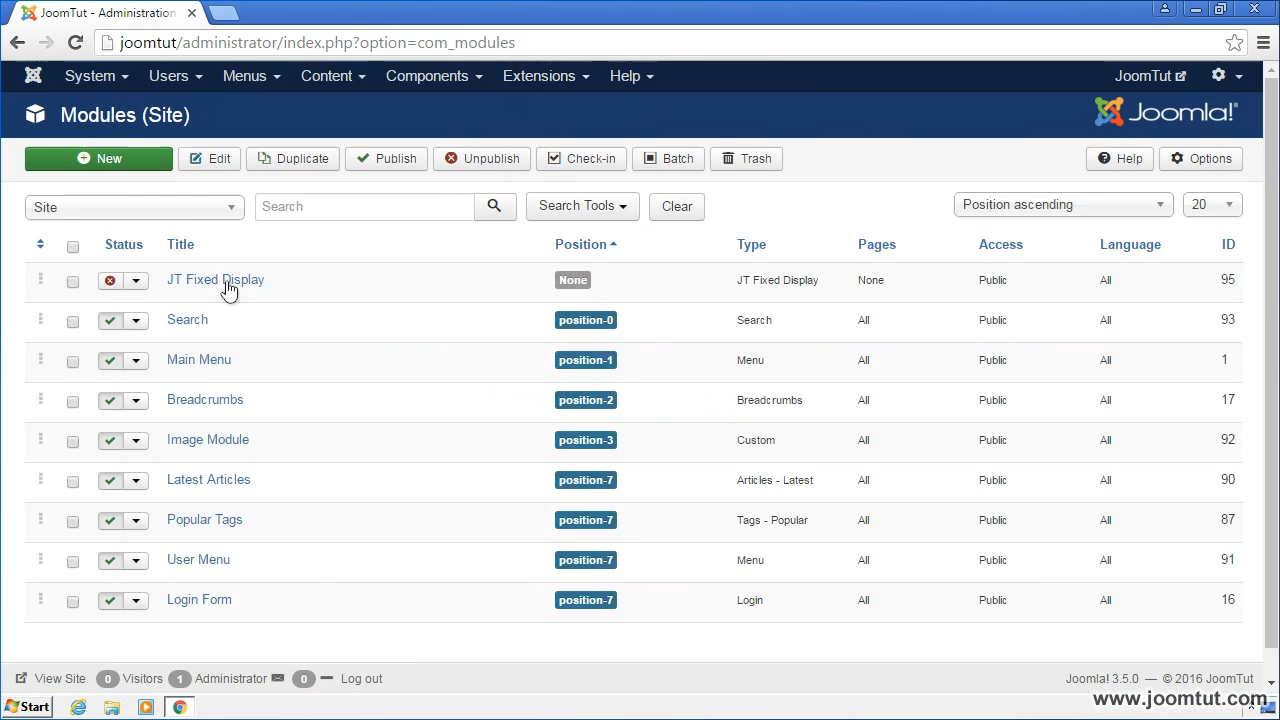 JoomTut - Administration
joomtut/administrator/index.php?option=com_modules
System Users Menus Content Components Extensions Help JoomTut
Modules (Site) Joomla!
New Edit Duplicate Publish Unpublish Check-in Batch Trash Help Options
Site Search Search Tools Clear Position ascending 20
Status Title Position Type Pages Access Language ID
JT Fixed Display None JT Fixed Display None Public All 95
Search position-0 Search All Public All 93
Main Menu position-1 Menu All Public All 1
Breadcrumbs position-2 Breadcrumbs All Public All 17
Image Module position-3 Custom All Public All 92
Latest Articles position-7 Articles - Latest All Public All 90
Popular Tags position-7 Tags - Popular All Public All 87
User Menu position-7 Menu All Public All 91
Login Form position-7 Login All Public All 16
View Site 0 Visitors 1 Administrator 0 Log out Joomla! 3.5.0 — © 2016 JoomTut
www.joomtut.com
Start